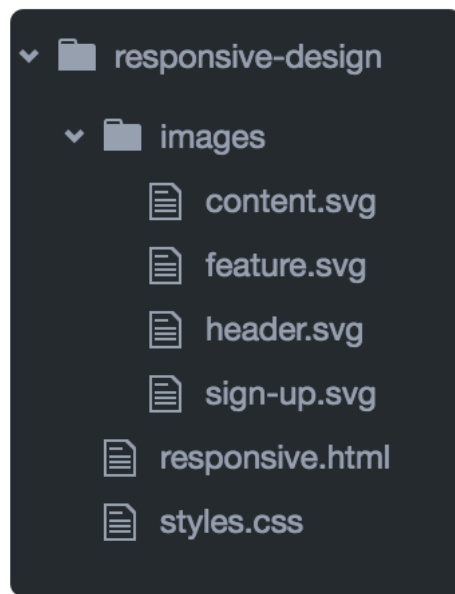 responsive-design
images
content.svg
feature.svg
header.svg
sign-up.svg
responsive.html
styles.css